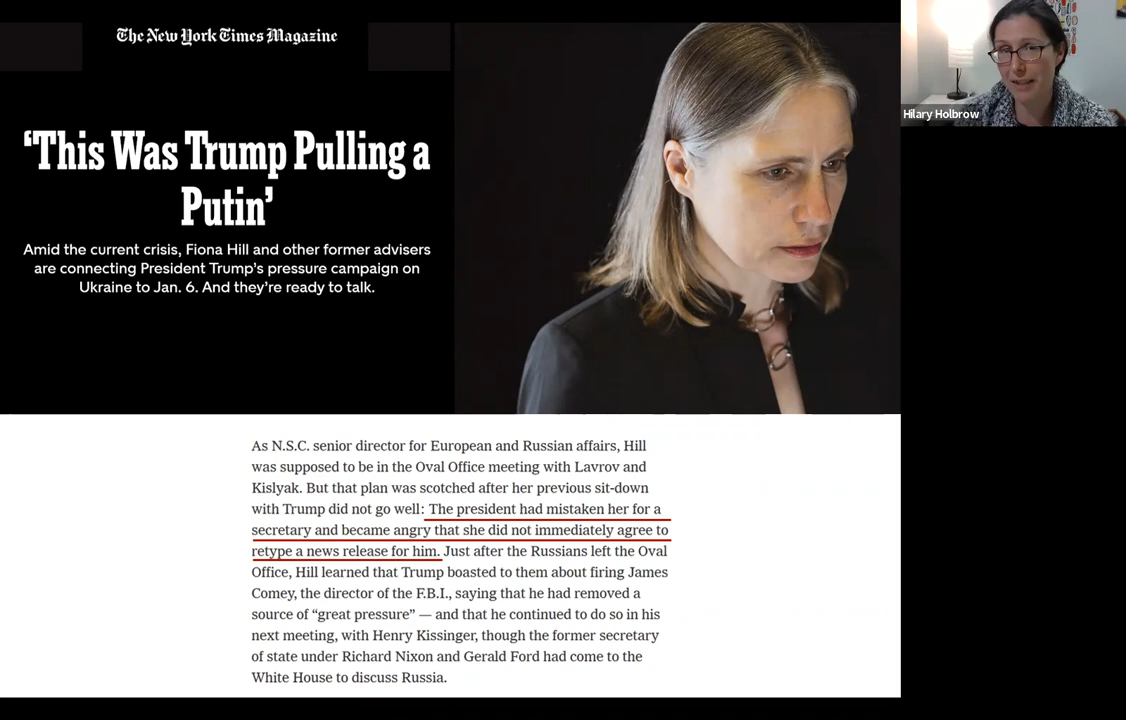 The New York Times Magazine
‘This Was Trump Pulling a
Putin’
Amid the current crisis, Fiona Hill and other former advisers
are connecting President Trump’s pressure campaign on
Ukraine to Jan. 6. And they’re ready to talk.
Hilary Holbrow
As N.S.C. senior director for European and Russian affairs, Hill
was supposed to be in the Oval Office meeting with Lavrov and
Kislyak. But that plan was scotched after her previous sit-down
with Trump did not go well: The president had mistaken her for a
secretary and became angry that she did not immediately agree to
retype a news release for him. Just after the Russians left the Oval
Office, Hill learned that Trump boasted to them about firing James
Comey, the director of the F.B.I., saying that he had removed a
source of “great pressure” — and that he continued to do so in his
next meeting, with Henry Kissinger, though the former secretary
of state under Richard Nixon and Gerald Ford had come to the
White House to discuss Russia.